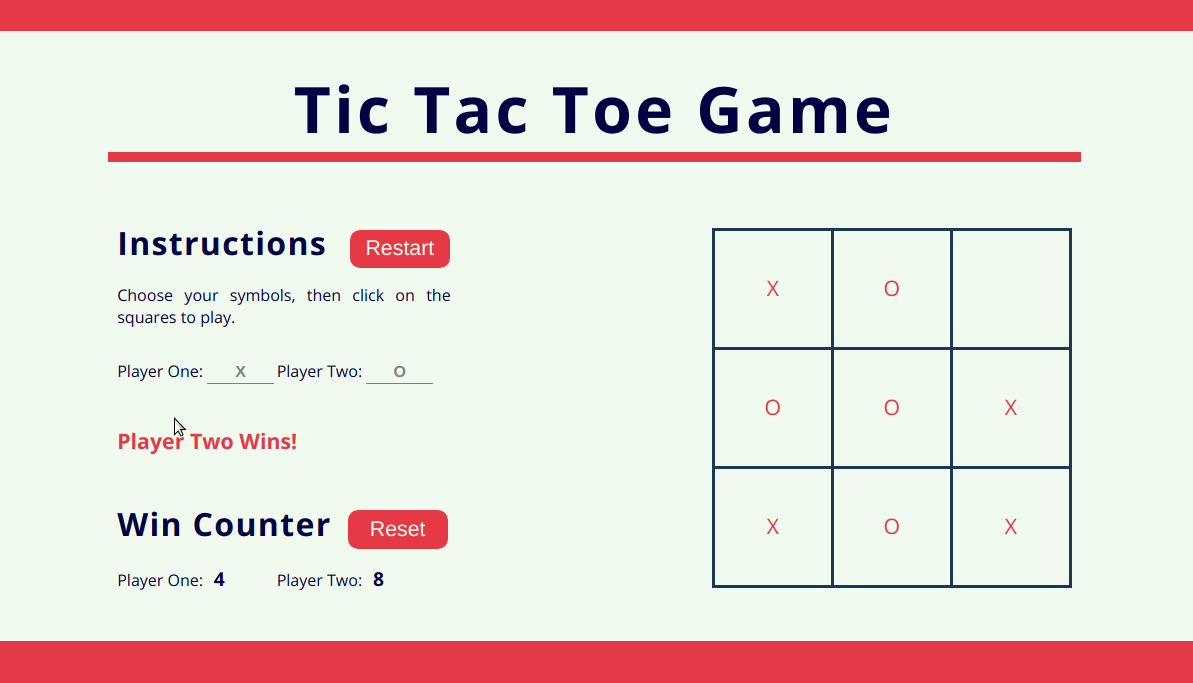 Tic Tac Toe Game
Instructions
Restart
Choose your symbols, then click on the
squares to play.
Player One: X Player Two: O
Player Two Wins!
Win Counter
Reset
Player One: 4 Player Two: 8
X O
O O X
X O X